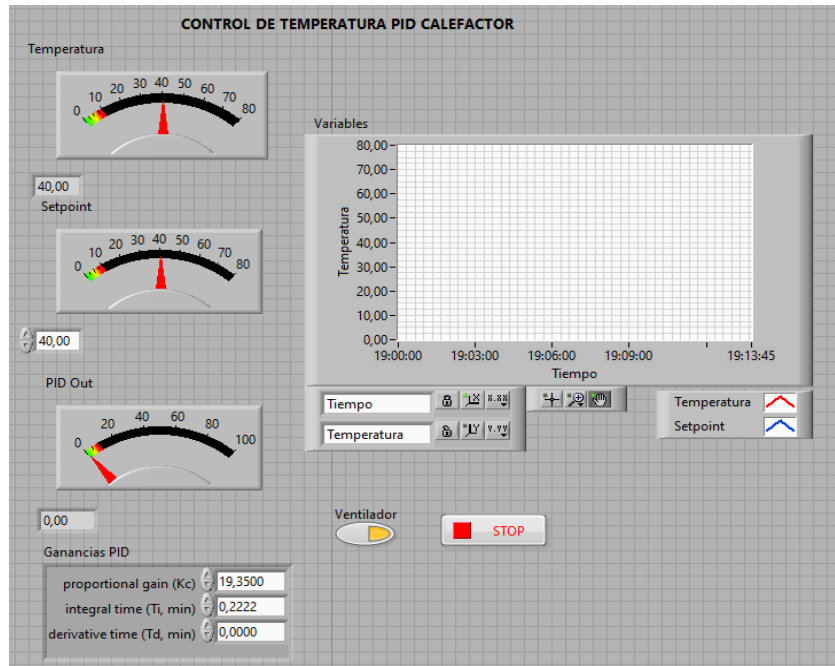 CONTROL DE TEMPERATURA PID CALEFACTOR
Temperatura
0 10 20 30 40 50 60 70 80
40,00
Setpoint
0 10 20 30 40 50 60 70 80
40,00
PID Out
0 20 40 60 80 100
0,00
Ganancias PID
proportional gain (Kc) 19,3500
integral time (Ti, min) 0,2222
derivative time (Td, min) 0,0000
Variables
80,00
70,00
60,00
50,00
40,00
30,00
20,00
10,00
0,00
Temperatura
19:00:00 19:03:00 19:06:00 19:09:00 19:13:45
Tiempo
Tiempo
Temperatura
Temperatura
Setpoint
Ventilador
STOP